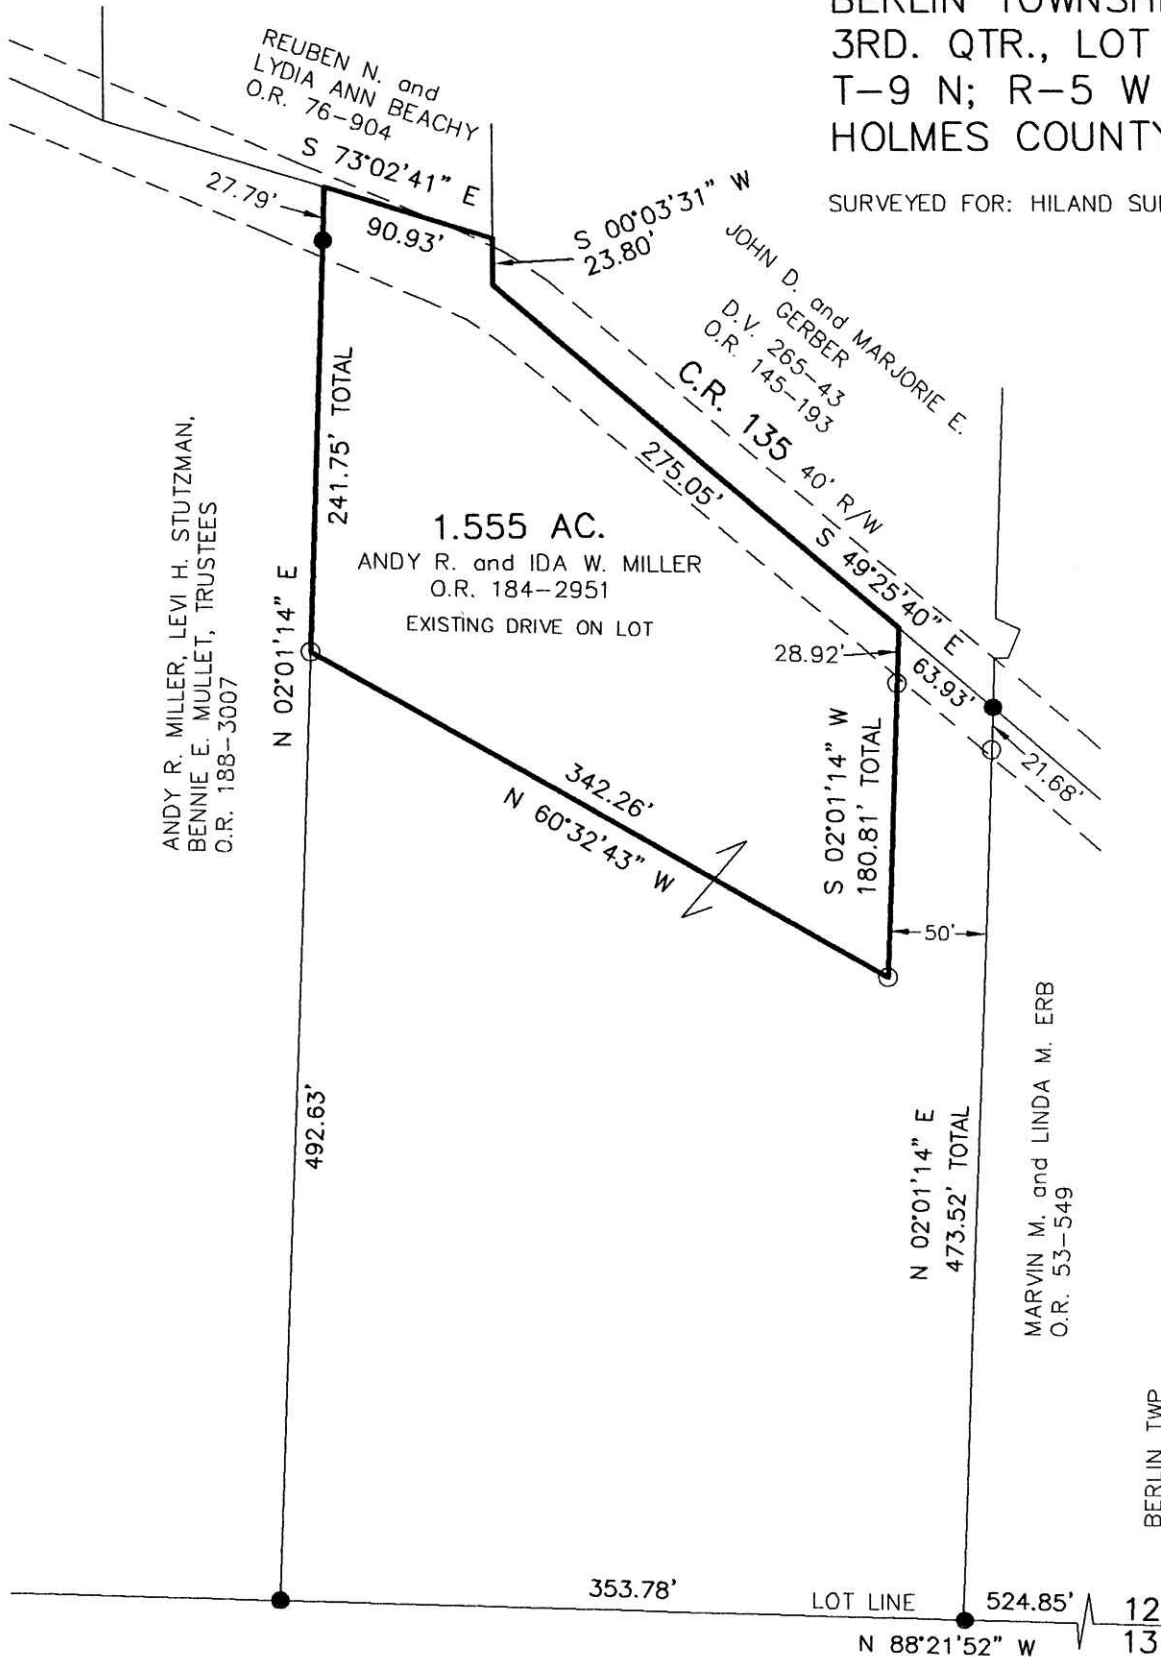 BERLIN TOWNSHI
3RD. QTR., LOT
T-9 N; R-5 W
HOLMES COUNTY
SURVEYED FOR: HILAND SU
REUBEN N. and
LYDIA ANN BEACHY
O.R. 76-904
S 73°02'41" E
27.79'
90.93'
S 00°03'31" W
23.80'
JOHN D. and MARJORIE E.
GERBER
D.V. 265-43
O.R. 145-193
C.R. 135 40' R/W
275.05'
S 49°25'40" E
241.75' TOTAL
N 02°01'14" E
ANDY R. MILLER, LEVI H. STUTZMAN,
BENNIE E. MULLET, TRUSTEES
O.R. 188-3007
1.555 AC.
ANDY R. and IDA W. MILLER
O.R. 184-2951
EXISTING DRIVE ON LOT
28.92'
63.93'
21.68'
S 02°01'14" W
180.81' TOTAL
342.26'
N 60°32'43" W
50'
492.63'
N 02°01'14" E
473.52' TOTAL
MARVIN M. and LINDA M. ERB
O.R. 53-549
BERLIN TWP
353.78'
LOT LINE
524.85'
12
13
N 88°21'52" W